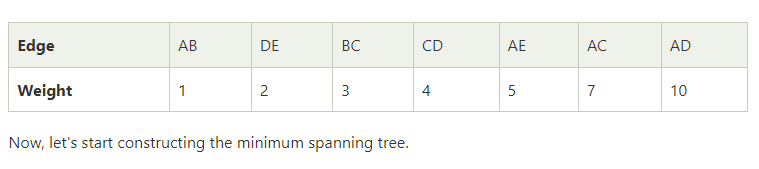 Edge AB DE BC CD AE AC AD
Weight 1 2 3 4 5 7 10
Now, let's start constructing the minimum spanning tree.